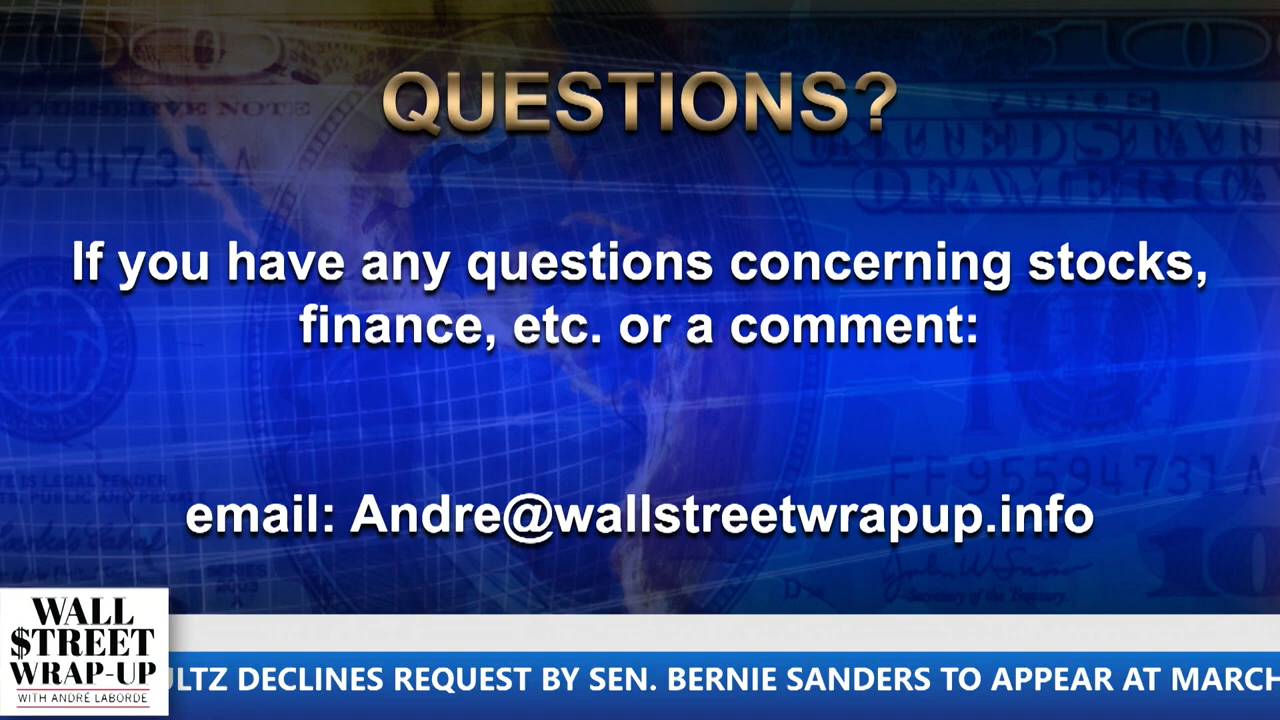 QUESTIONS?
If you have any questions concerning stocks,
finance, etc. or a comment:
email: Andre@wallstreetwrapup.info
WALL
$TREET
WRAP-UP
WITH ANDRÉ LABORDE
ULTZ DECLINES REQUEST BY SEN. BERNIE SANDERS TO APPEAR AT MARCH